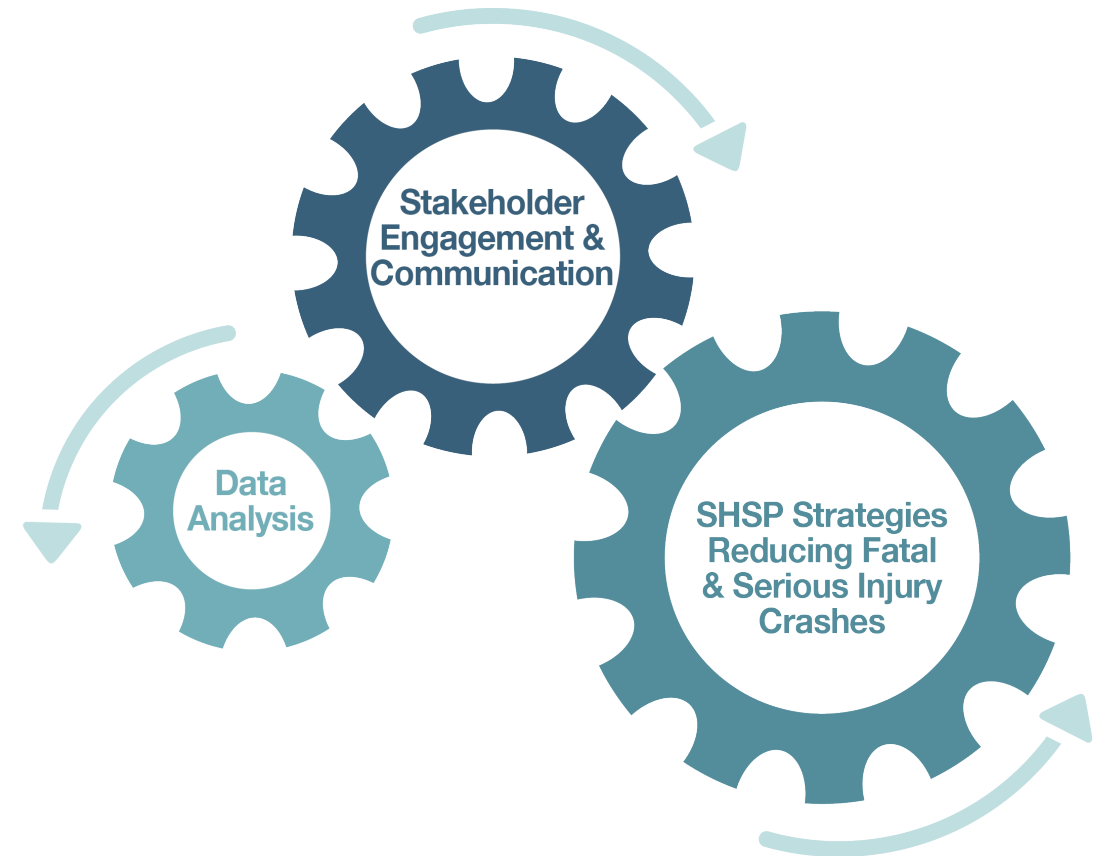 Stakeholder
Engagement &
Communication
Data
Analysis
SHSP Strategies
Reducing Fatal
& Serious Injury
Crashes